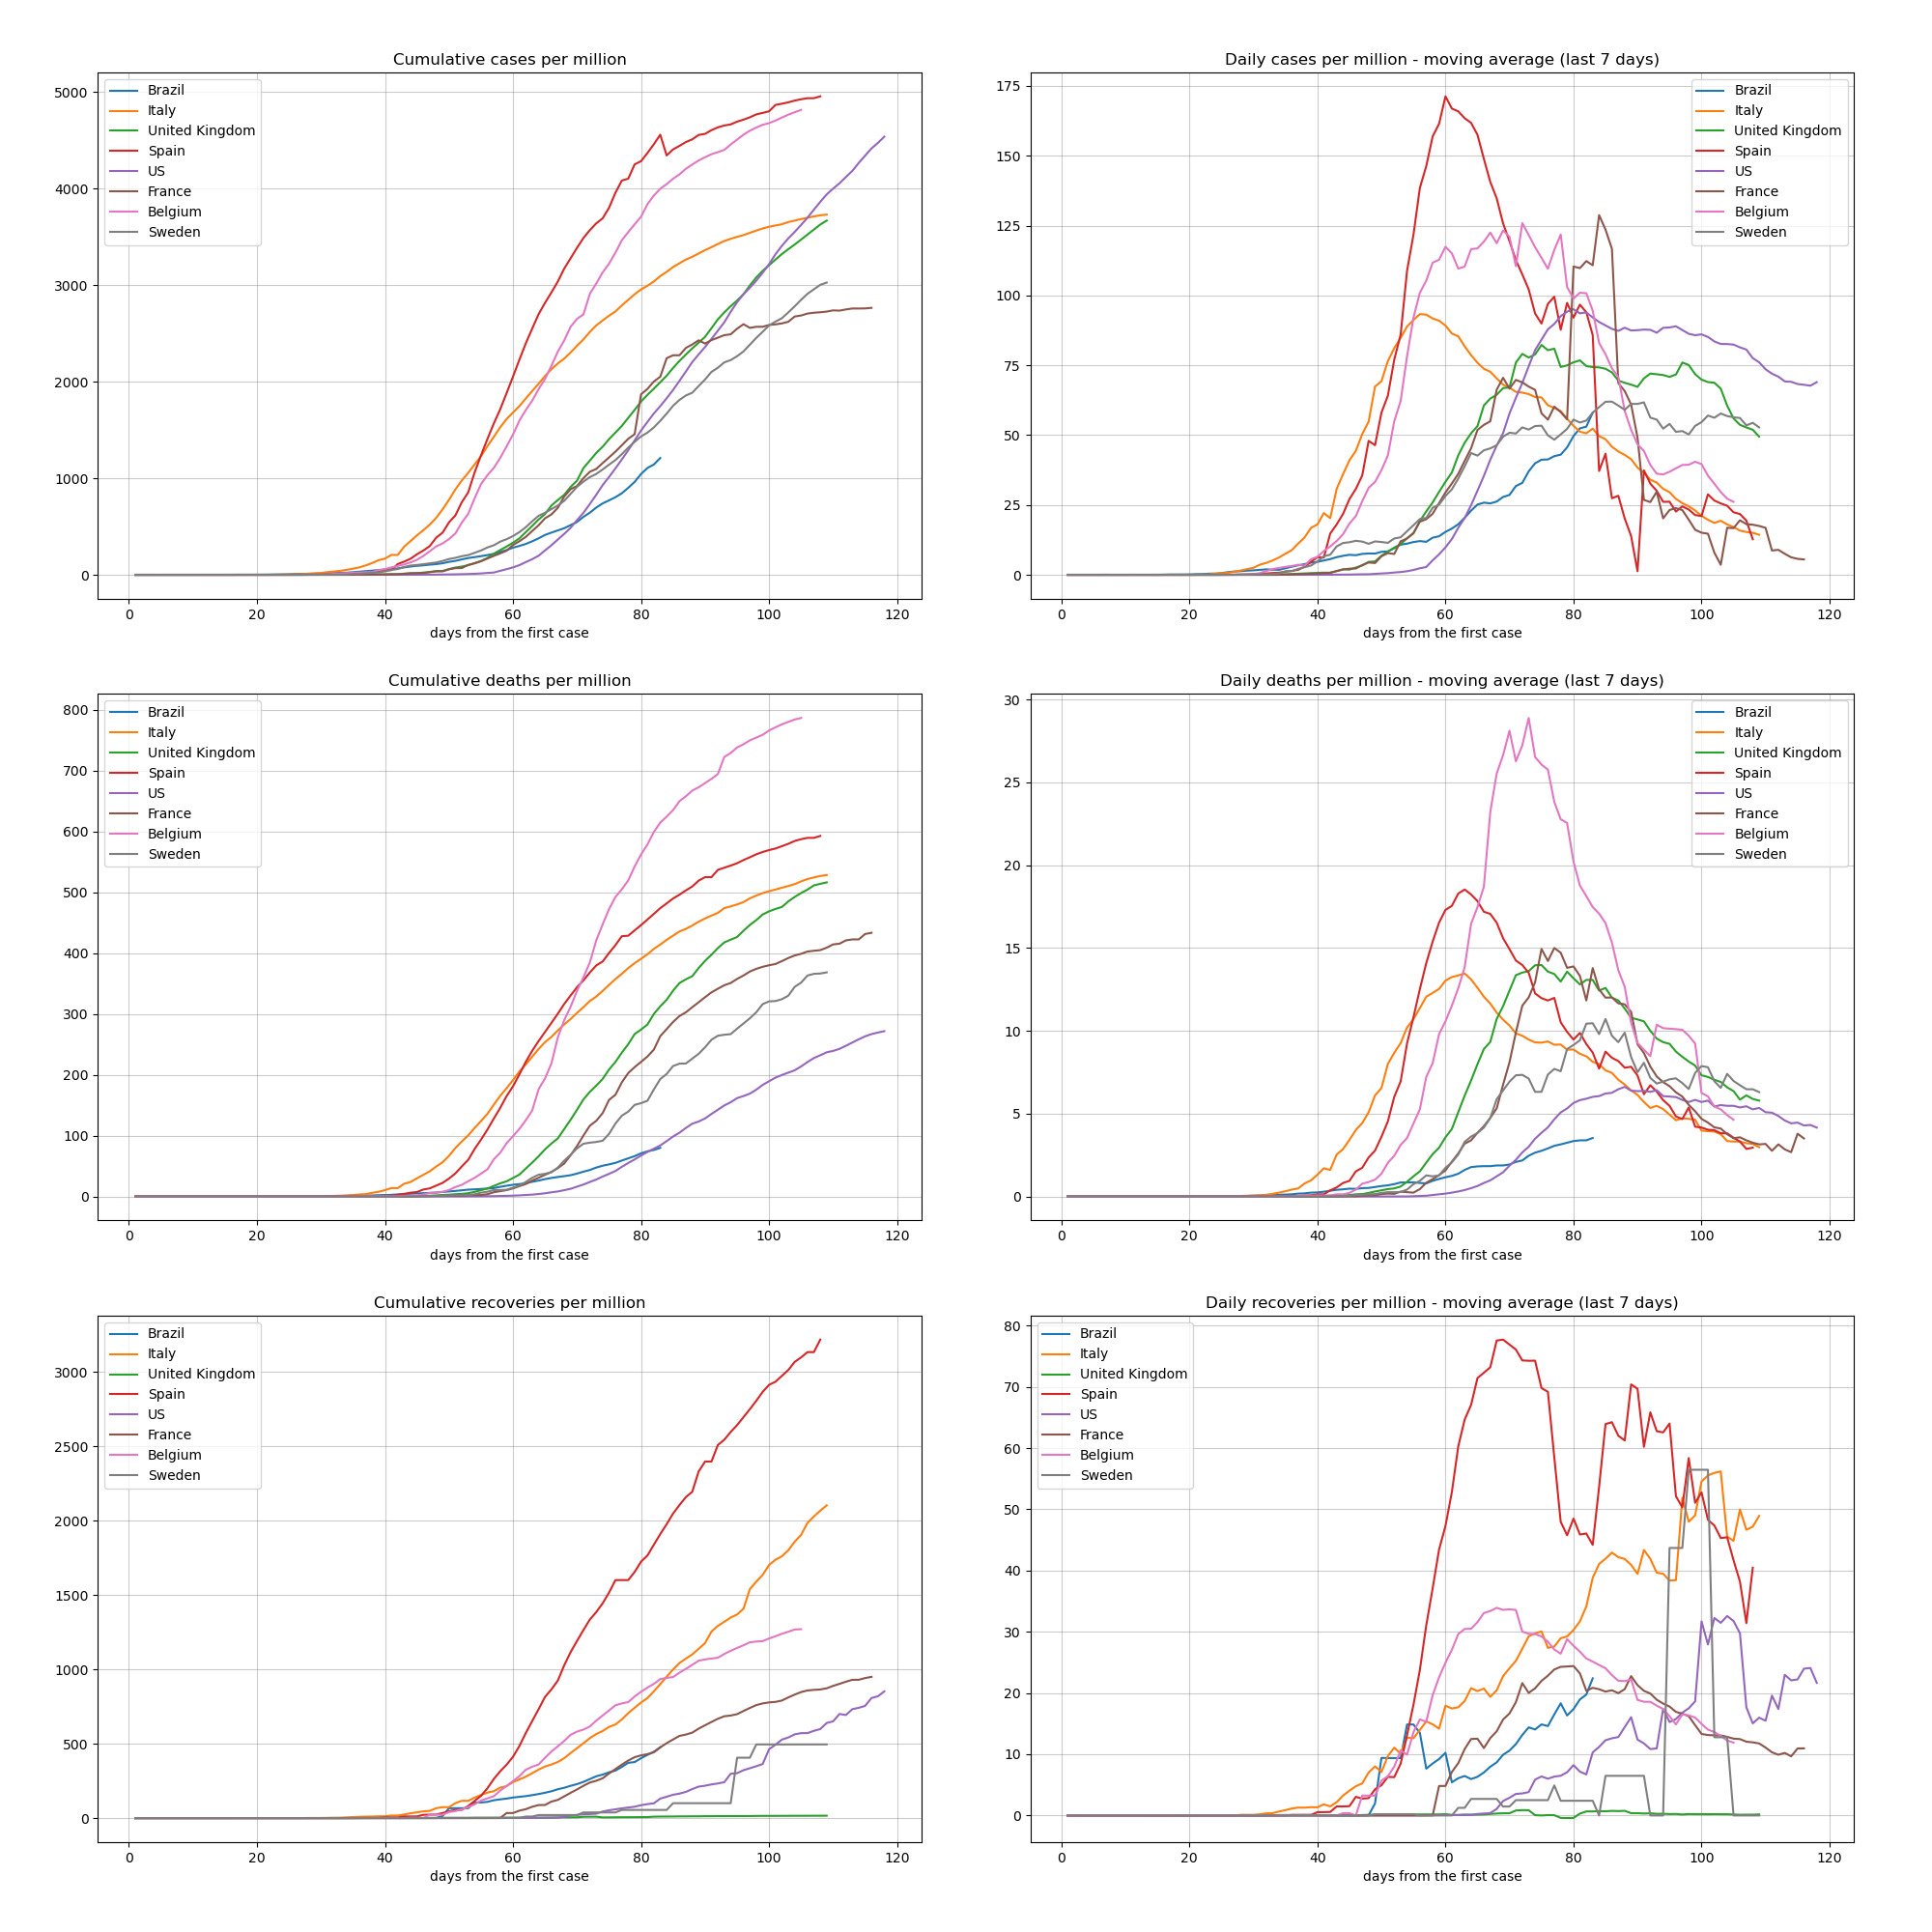 Cumulative cases per million
5000
4000
3000
2000
1000
0
Brazil
Italy
United Kingdom
Spain
US
France
Belgium
Sweden
0 20 40 60 80 100 120
days from the first case
Daily cases per million - moving average (last 7 days)
175
150
125
100
75
50
25
0
Brazil
Italy
United Kingdom
Spain
US
France
Belgium
Sweden
0 20 40 60 80 100 120
days from the first case
Cumulative deaths per million
800
700
600
500
400
300
200
100
0
Brazil
Italy
United Kingdom
Spain
US
France
Belgium
Sweden
0 20 40 60 80 100 120
days from the first case
Daily deaths per million - moving average (last 7 days)
30
25
20
15
10
5
0
Brazil
Italy
United Kingdom
Spain
US
France
Belgium
Sweden
0 20 40 60 80 100 120
days from the first case
Cumulative recoveries per million
3000
2500
2000
1500
1000
500
0
Brazil
Italy
United Kingdom
Spain
US
France
Belgium
Sweden
0 20 40 60 80 100 120
days from the first case
Daily recoveries per million - moving average (last 7 days)
80
70
60
50
40
30
20
10
0
Brazil
Italy
United Kingdom
Spain
US
France
Belgium
Sweden
0 20 40 60 80 100 120
days from the first case